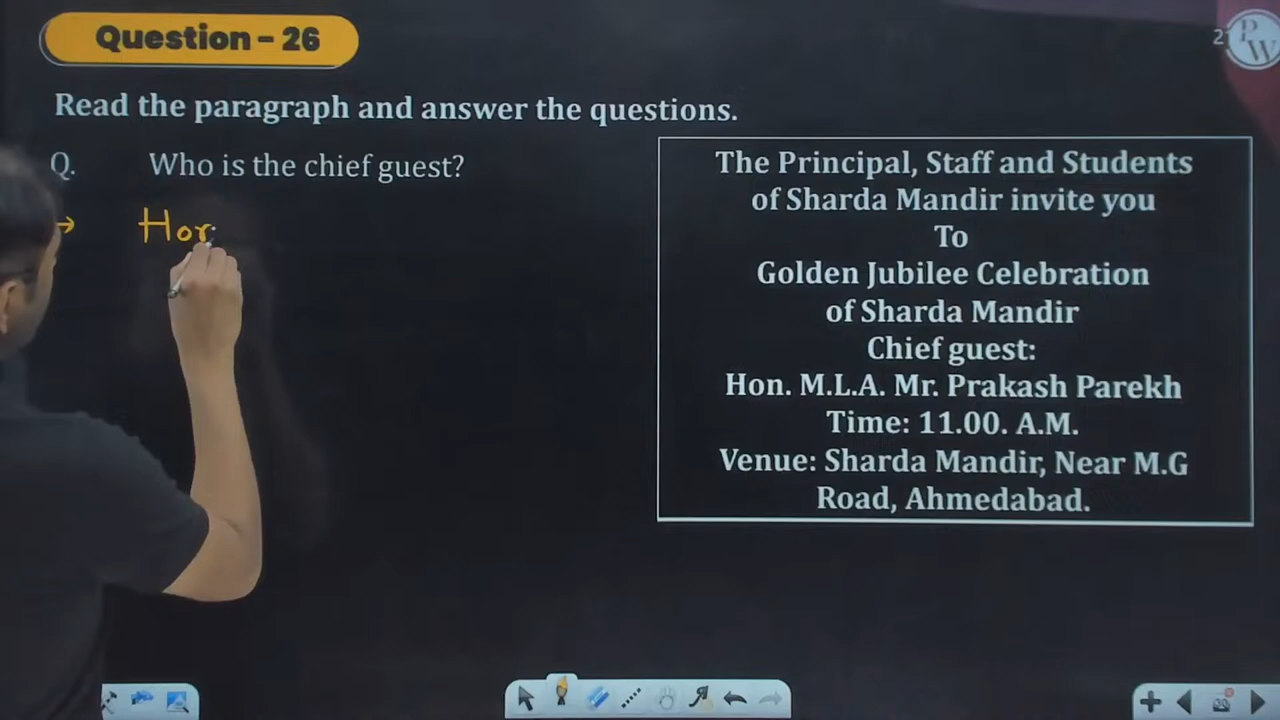 Question – 26
PW
Read the paragraph and answer the questions.
Q. Who is the chief guest?
→ Hon
The Principal, Staff and Students
of Sharda Mandir invite you
To
Golden Jubilee Celebration
of Sharda Mandir
Chief guest:
Hon. M.L.A. Mr. Prakash Parekh
Time: 11.00. A.M.
Venue: Sharda Mandir, Near M.G
Road, Ahmedabad.